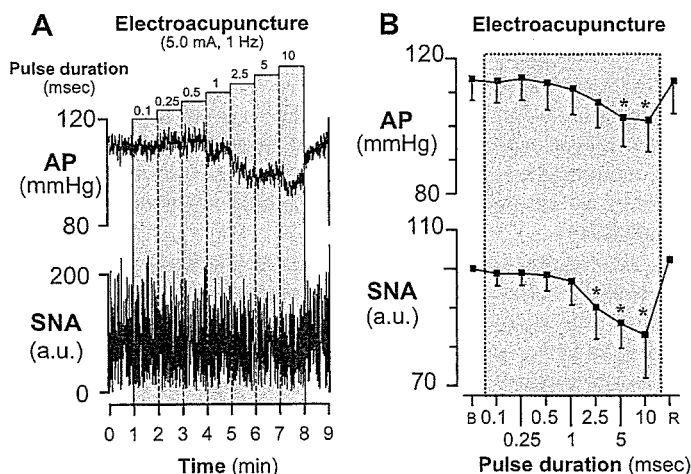 A
Electroacupuncture
(5.0 mA, 1 Hz)
Pulse duration
(msec)
0.1
0.25
0.5
1
2.5
5
10
120
AP
(mmHg)
80
200
SNA
(a.u.)
0
0 1 2 3 4 5 6 7 8 9
Time (min)
B
Electroacupuncture
120
AP
(mmHg)
80
* *
110
SNA
(a.u.)
70
* * *
B 0.1 0.5 2.5 10 R
0.25 1 5
Pulse duration (msec)